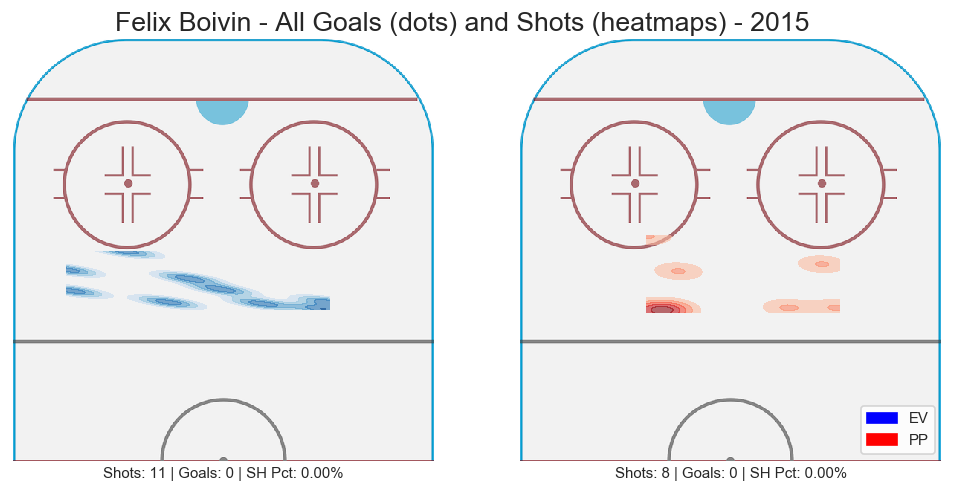 Felix Boivin - All Goals (dots) and Shots (heatmaps) - 2015
EV
PP
Shots: 11 | Goals: 0 | SH Pct: 0.00%
Shots: 8 | Goals: 0 | SH Pct: 0.00%